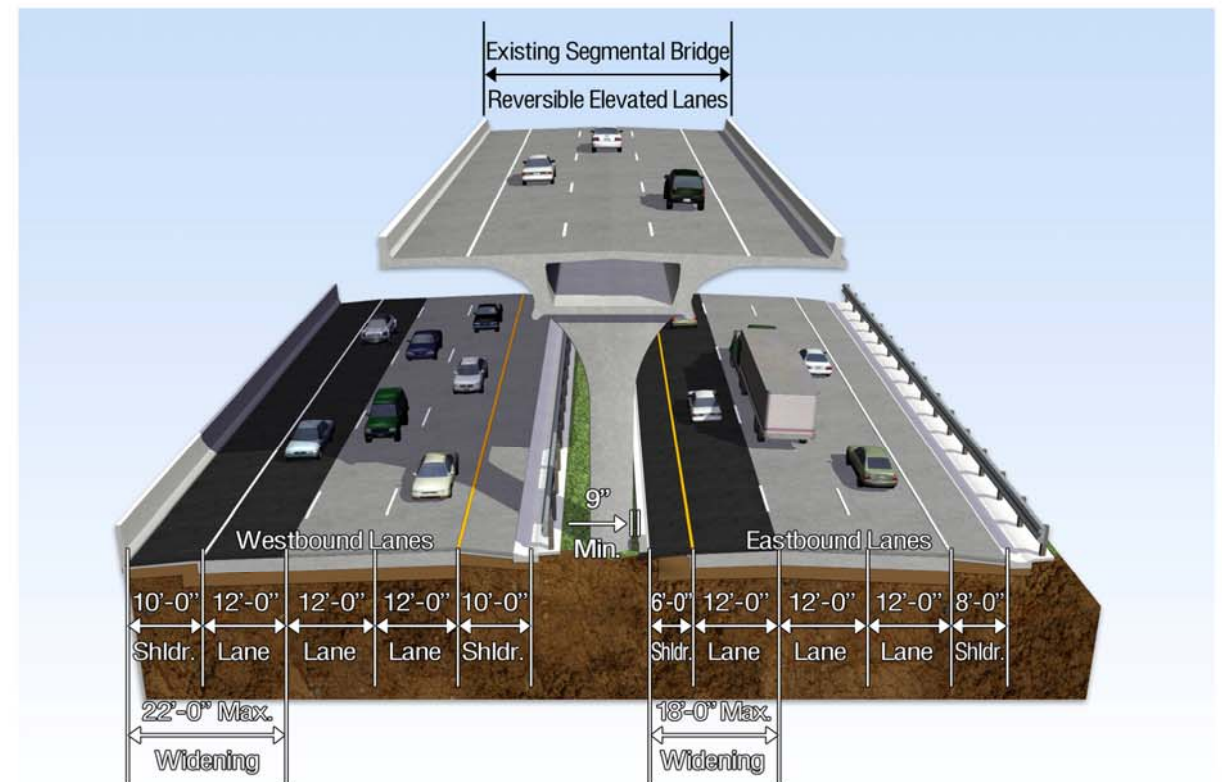 Existing Segmental Bridge
Reversible Elevated Lanes
9”
Min.
Westbound Lanes
Eastbound Lanes
10’-0” 12’-0” 12’-0” 12’-0” 10’-0”
Shldr. Lane Lane Lane Shldr.
6’-0” 12’-0” 12’-0” 12’-0” 8’-0”
Shldr. Lane Lane Lane Shldr.
22’-0” Max.
Widening
18’-0” Max.
Widening